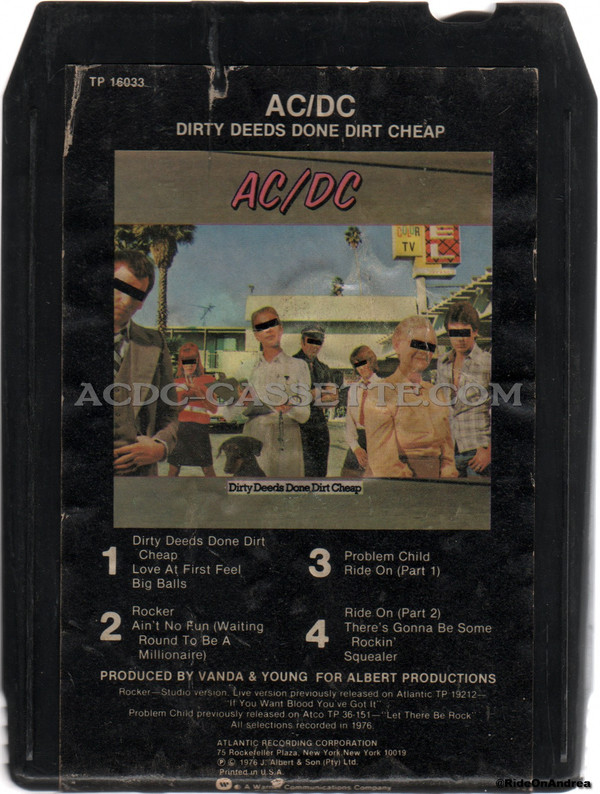 TP 16033
AC/DC
DIRTY DEEDS DONE DIRT CHEAP
AC/DC
COLOR
TV
EL
ACDC-CASSETTE.COM
Dirty Deeds Done Dirt Cheap
1
Dirty Deeds Done Dirt
Cheap
Love At First Feel
Big Balls
2
Rocker
Ain't No Fun (Waiting
Round To Be A
Millionaire)
3
Problem Child
Ride On (Part 1)
4
Ride On (Part 2)
There's Gonna Be Some
Rockin'
Squealer
PRODUCED BY VANDA & YOUNG FOR ALBERT PRODUCTIONS
Rocker—Studio version. Live version previously released on Atlantic TP 19212—
"If You Want Blood You've Got It"
Problem Child previously released on Atco TP 36-151—"Let There Be Rock"
All selections recorded in 1976.
ATLANTIC RECORDING CORPORATION
75 Rockefeller Plaza, New York New York 10019
℗ © 1976 J. Albert & Son (Pty) Ltd.
Printed in U.S.A.
A Warner Communications Company
©RideOnAndrea